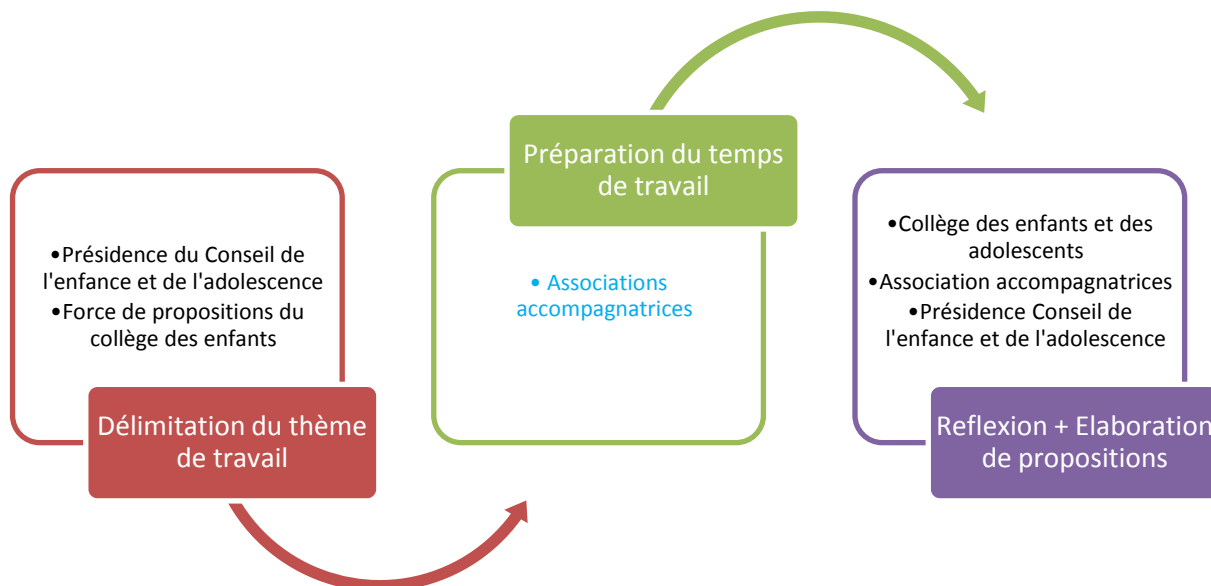 •Présidence du Conseil de
l'enfance et de l'adolescence
•Force de propositions du
collège des enfants
Délimitation du thème
de travail
Préparation du temps
de travail
• Associations
accompagnatrices
•Collège des enfants et des
adolescents
•Association accompagnatrices
•Présidence Conseil de
l'enfance et de l'adolescence
Reflexion + Elaboration
de propositions